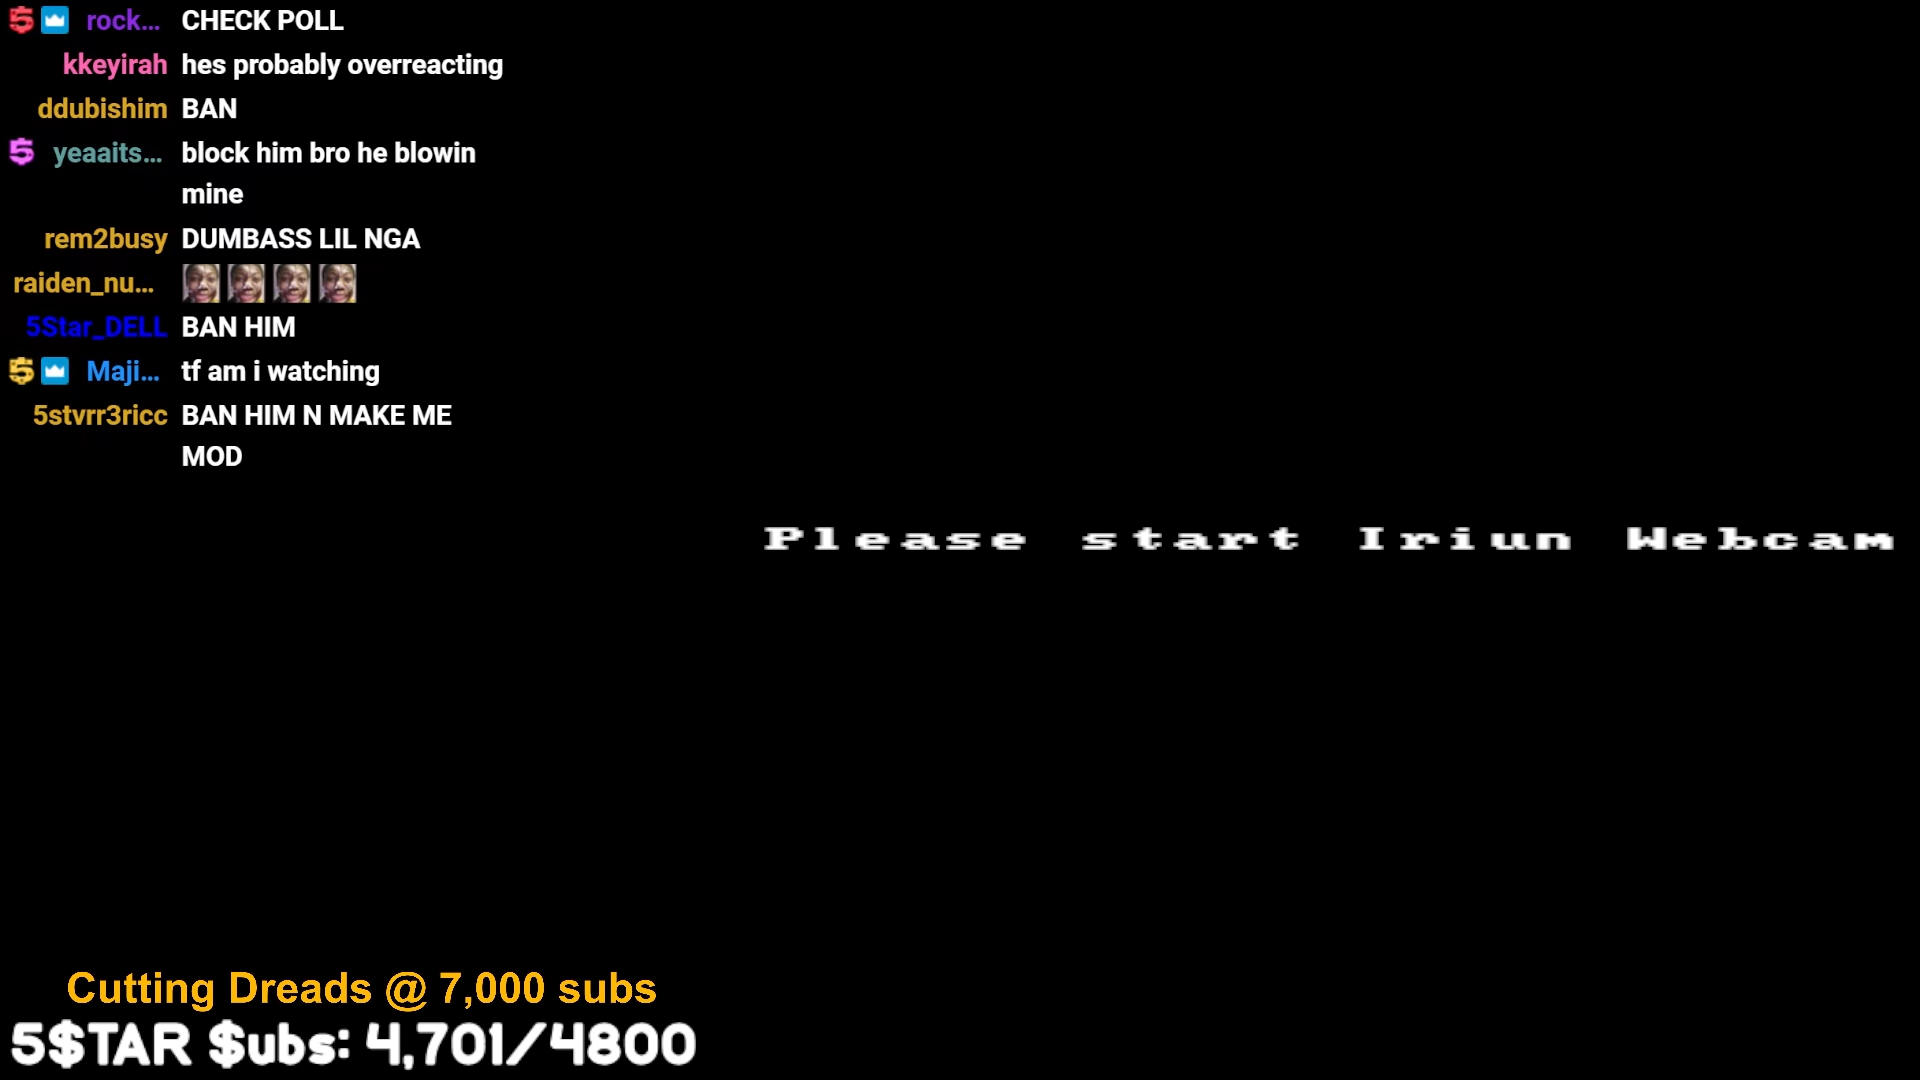 rock... CHECK POLL
kkeyirah hes probably overreacting
ddubishim BAN
5 yeaaits... block him bro he blowin
mine
rem2busy DUMBASS LIL NGA
raiden_nu...
5Star_DELL BAN HIM
5 Maji... tf am i watching
5stvrr3ricc BAN HIM N MAKE ME
MOD
Please start Iriun Webcam
Cutting Dreads @ 7,000 subs
5$TAR $ubs: 4,701/4800